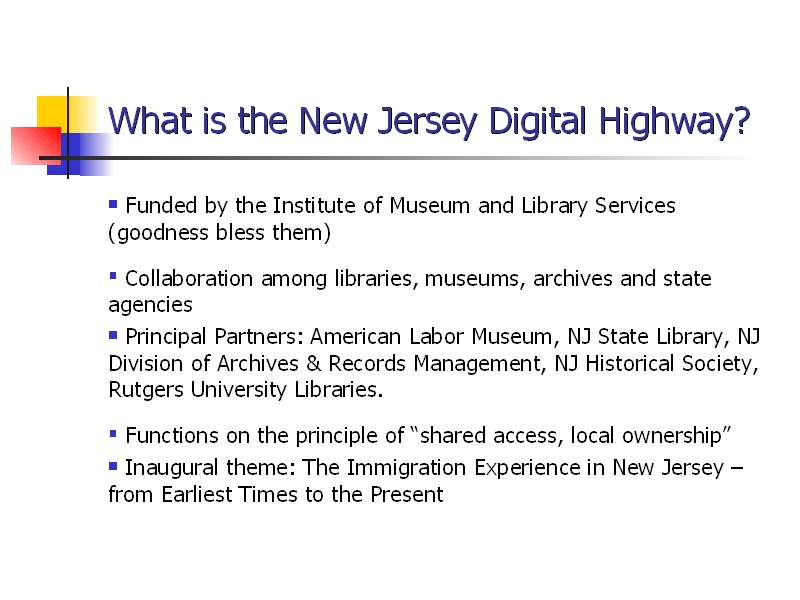 What is the New Jersey Digital Highway?
▪ Funded by the Institute of Museum and Library Services
(goodness bless them)
▪ Collaboration among libraries, museums, archives and state
agencies
▪ Principal Partners: American Labor Museum, NJ State Library, NJ
Division of Archives & Records Management, NJ Historical Society,
Rutgers University Libraries.
▪ Functions on the principle of “shared access, local ownership”
▪ Inaugural theme: The Immigration Experience in New Jersey –
from Earliest Times to the Present